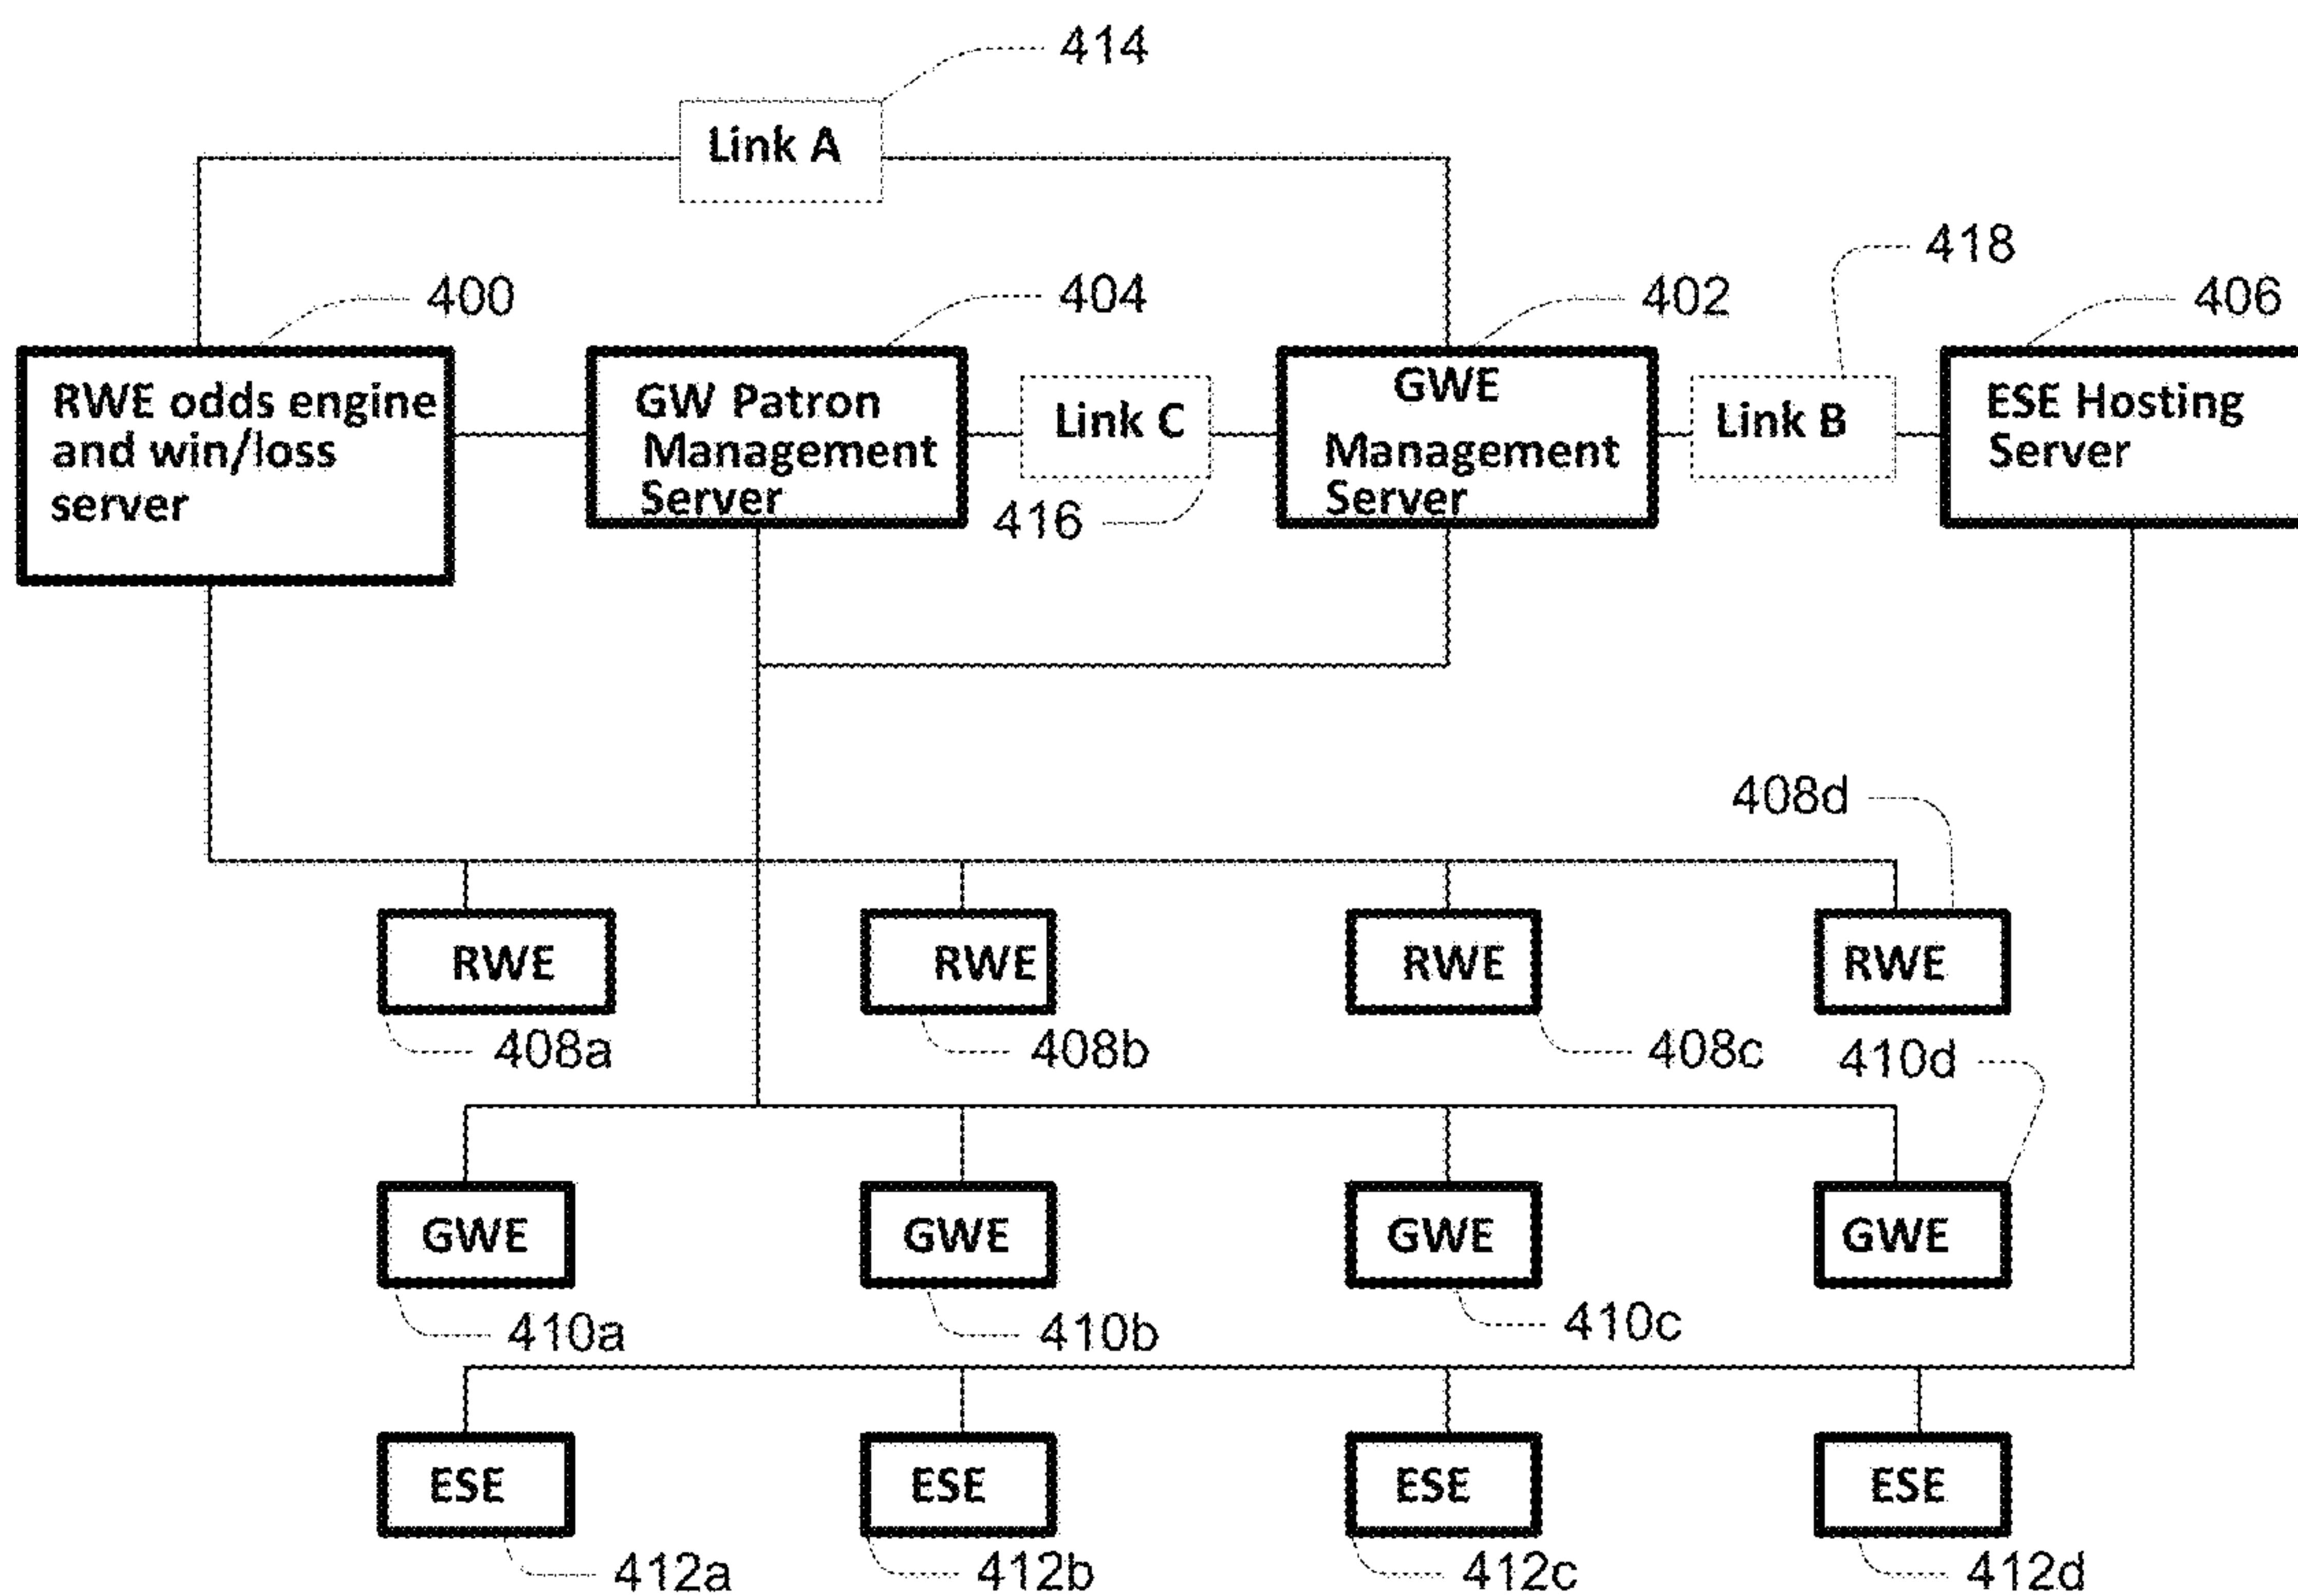 414
Link A
418
400
404
402
406
RWE odds engine
and win/loss
server
GW Patron
Management
Server
Link C
416
GWE
Management
Server
Link B
ESE Hosting
Server
408d
RWE
RWE
RWE
RWE
408a
408b
408c
410d
GWE
GWE
GWE
GWE
410a
410b
410c
ESE
ESE
ESE
ESE
412a
412b
412c
412d